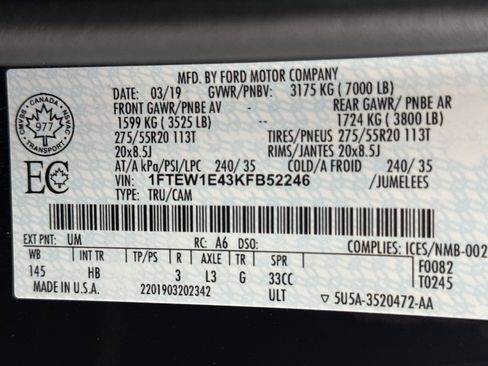 MFD. BY FORD MOTOR COMPANY
DATE: 03/19 GVWR/PNBV: 3175 KG ( 7000 LB)
FRONT GAWR/PNBE AV REAR GAWR/ PNBE AR
1599 KG ( 3525 LB) 1724 KG ( 3800 LB)
275/55R20 113T TIRES/PNEUS 275/55R20 113T
20x8.5J RIMS/JANTES 20x8.5J
AT/A kPa/PSI/LPC 240/ 35 COLD/A FROID 240/ 35
VIN: 1FTEW1E43KFB52246 /JUMELEES
TYPE: TRU/CAM
CANADA
CMVSS NSVAC
977
TRANSPORT
EC
EXT PNT: UM RC: A6 DSO: COMPLIES: ICES/NMB-002
WB INT TR TP/PS R AXLE TR SPR F0082
145 HB 3 L3 G 33CC T0245
MADE IN U.S.A. 2201903202342 ULT ▽ 5U5A-3520472-AA